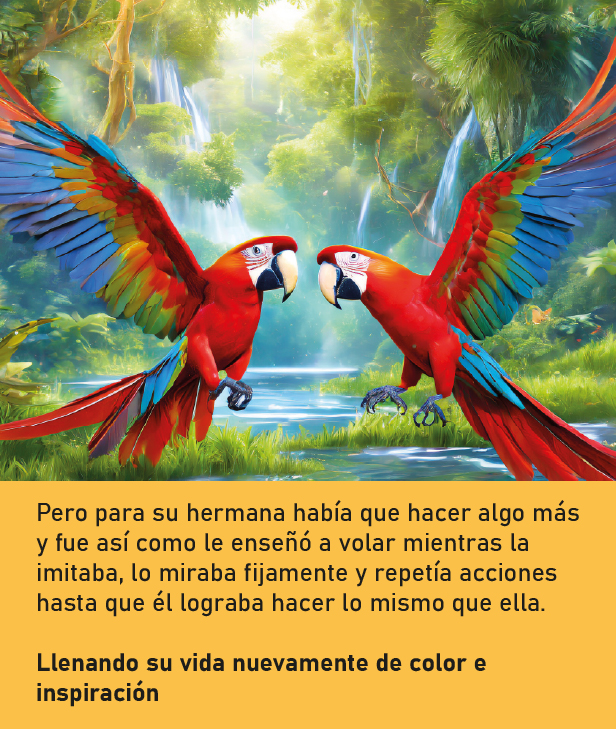 Pero para su hermana había que hacer algo más
y fue así como le enseñó a volar mientras la
imitaba, lo miraba fijamente y repetía acciones
hasta que él lograba hacer lo mismo que ella.
Llenando su vida nuevamente de color e
inspiración